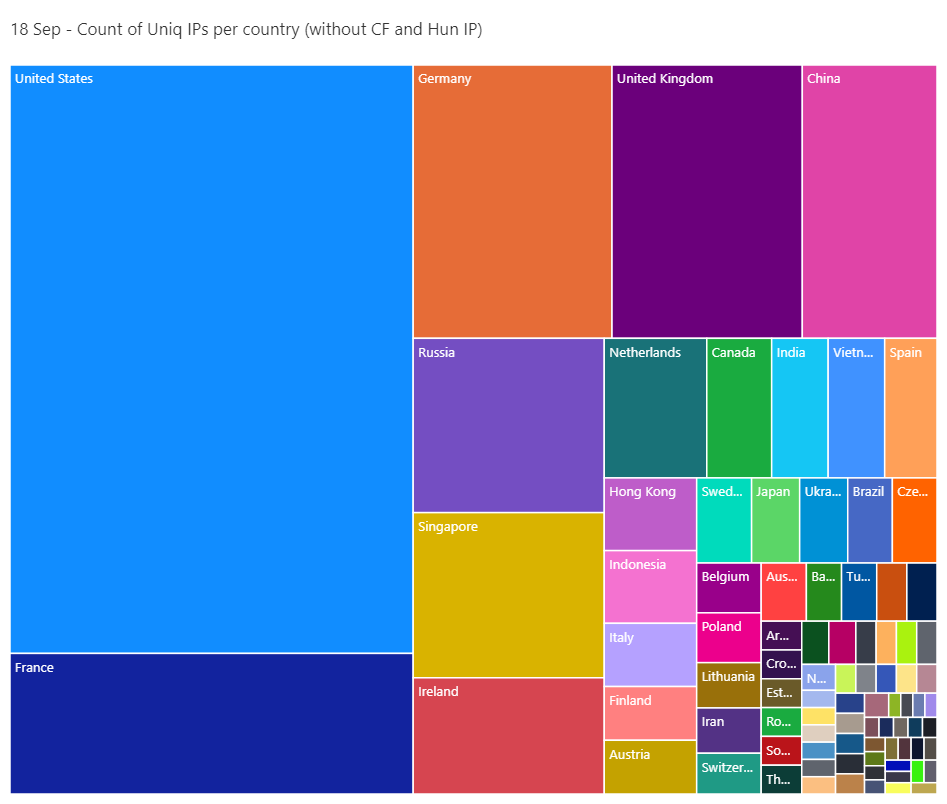 18 Sep - Count of Uniq IPs per country (without CF and Hun IP)
United States
Germany
United Kingdom
China
Russia
Netherlands
Canada
India
Vietn...
Spain
Hong Kong
Swed...
Japan
Ukra...
Brazil
Cze...
Singapore
Indonesia
Belgium
Aus...
Ba...
Tu...
Poland
Italy
Ar...
Cro...
France
Lithuania
N...
Ireland
Est...
Finland
Iran
Ro...
Austria
So...
Switzer...
Th...